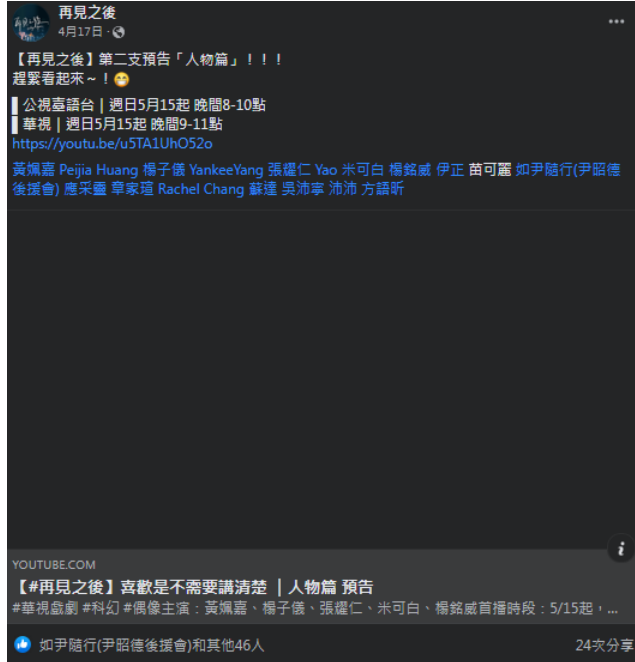 再見之後
4月17日
【再見之後】第二支預告「人物篇」！！！
趕緊看起來～！😁
▌公視臺語台 | 週日5月15起 晚間8-10點
▌華視 | 週日5月15起 晚間9-11點
https://youtu.be/u5TA1UhO52o
黃姵嘉 Peijia Huang 楊子儀 YankeeYang 張耀仁 Yao 米可白 楊銘威 伊正 苗可麗 如尹隨行(尹昭德
後援會) 應采靈 章家瑄 Rachel Chang 蘇達 吳沛寧 沛沛 方語昕
YOUTUBE.COM
【#再見之後】喜歡是不需要講清楚 | 人物篇 預告
#華視戲劇 #科幻 #偶像主演：黃姵嘉、楊子儀、張耀仁、米可白、楊銘威首播時段：5/15起，...
如尹隨行(尹昭德後援會)和其他46人
24次分享